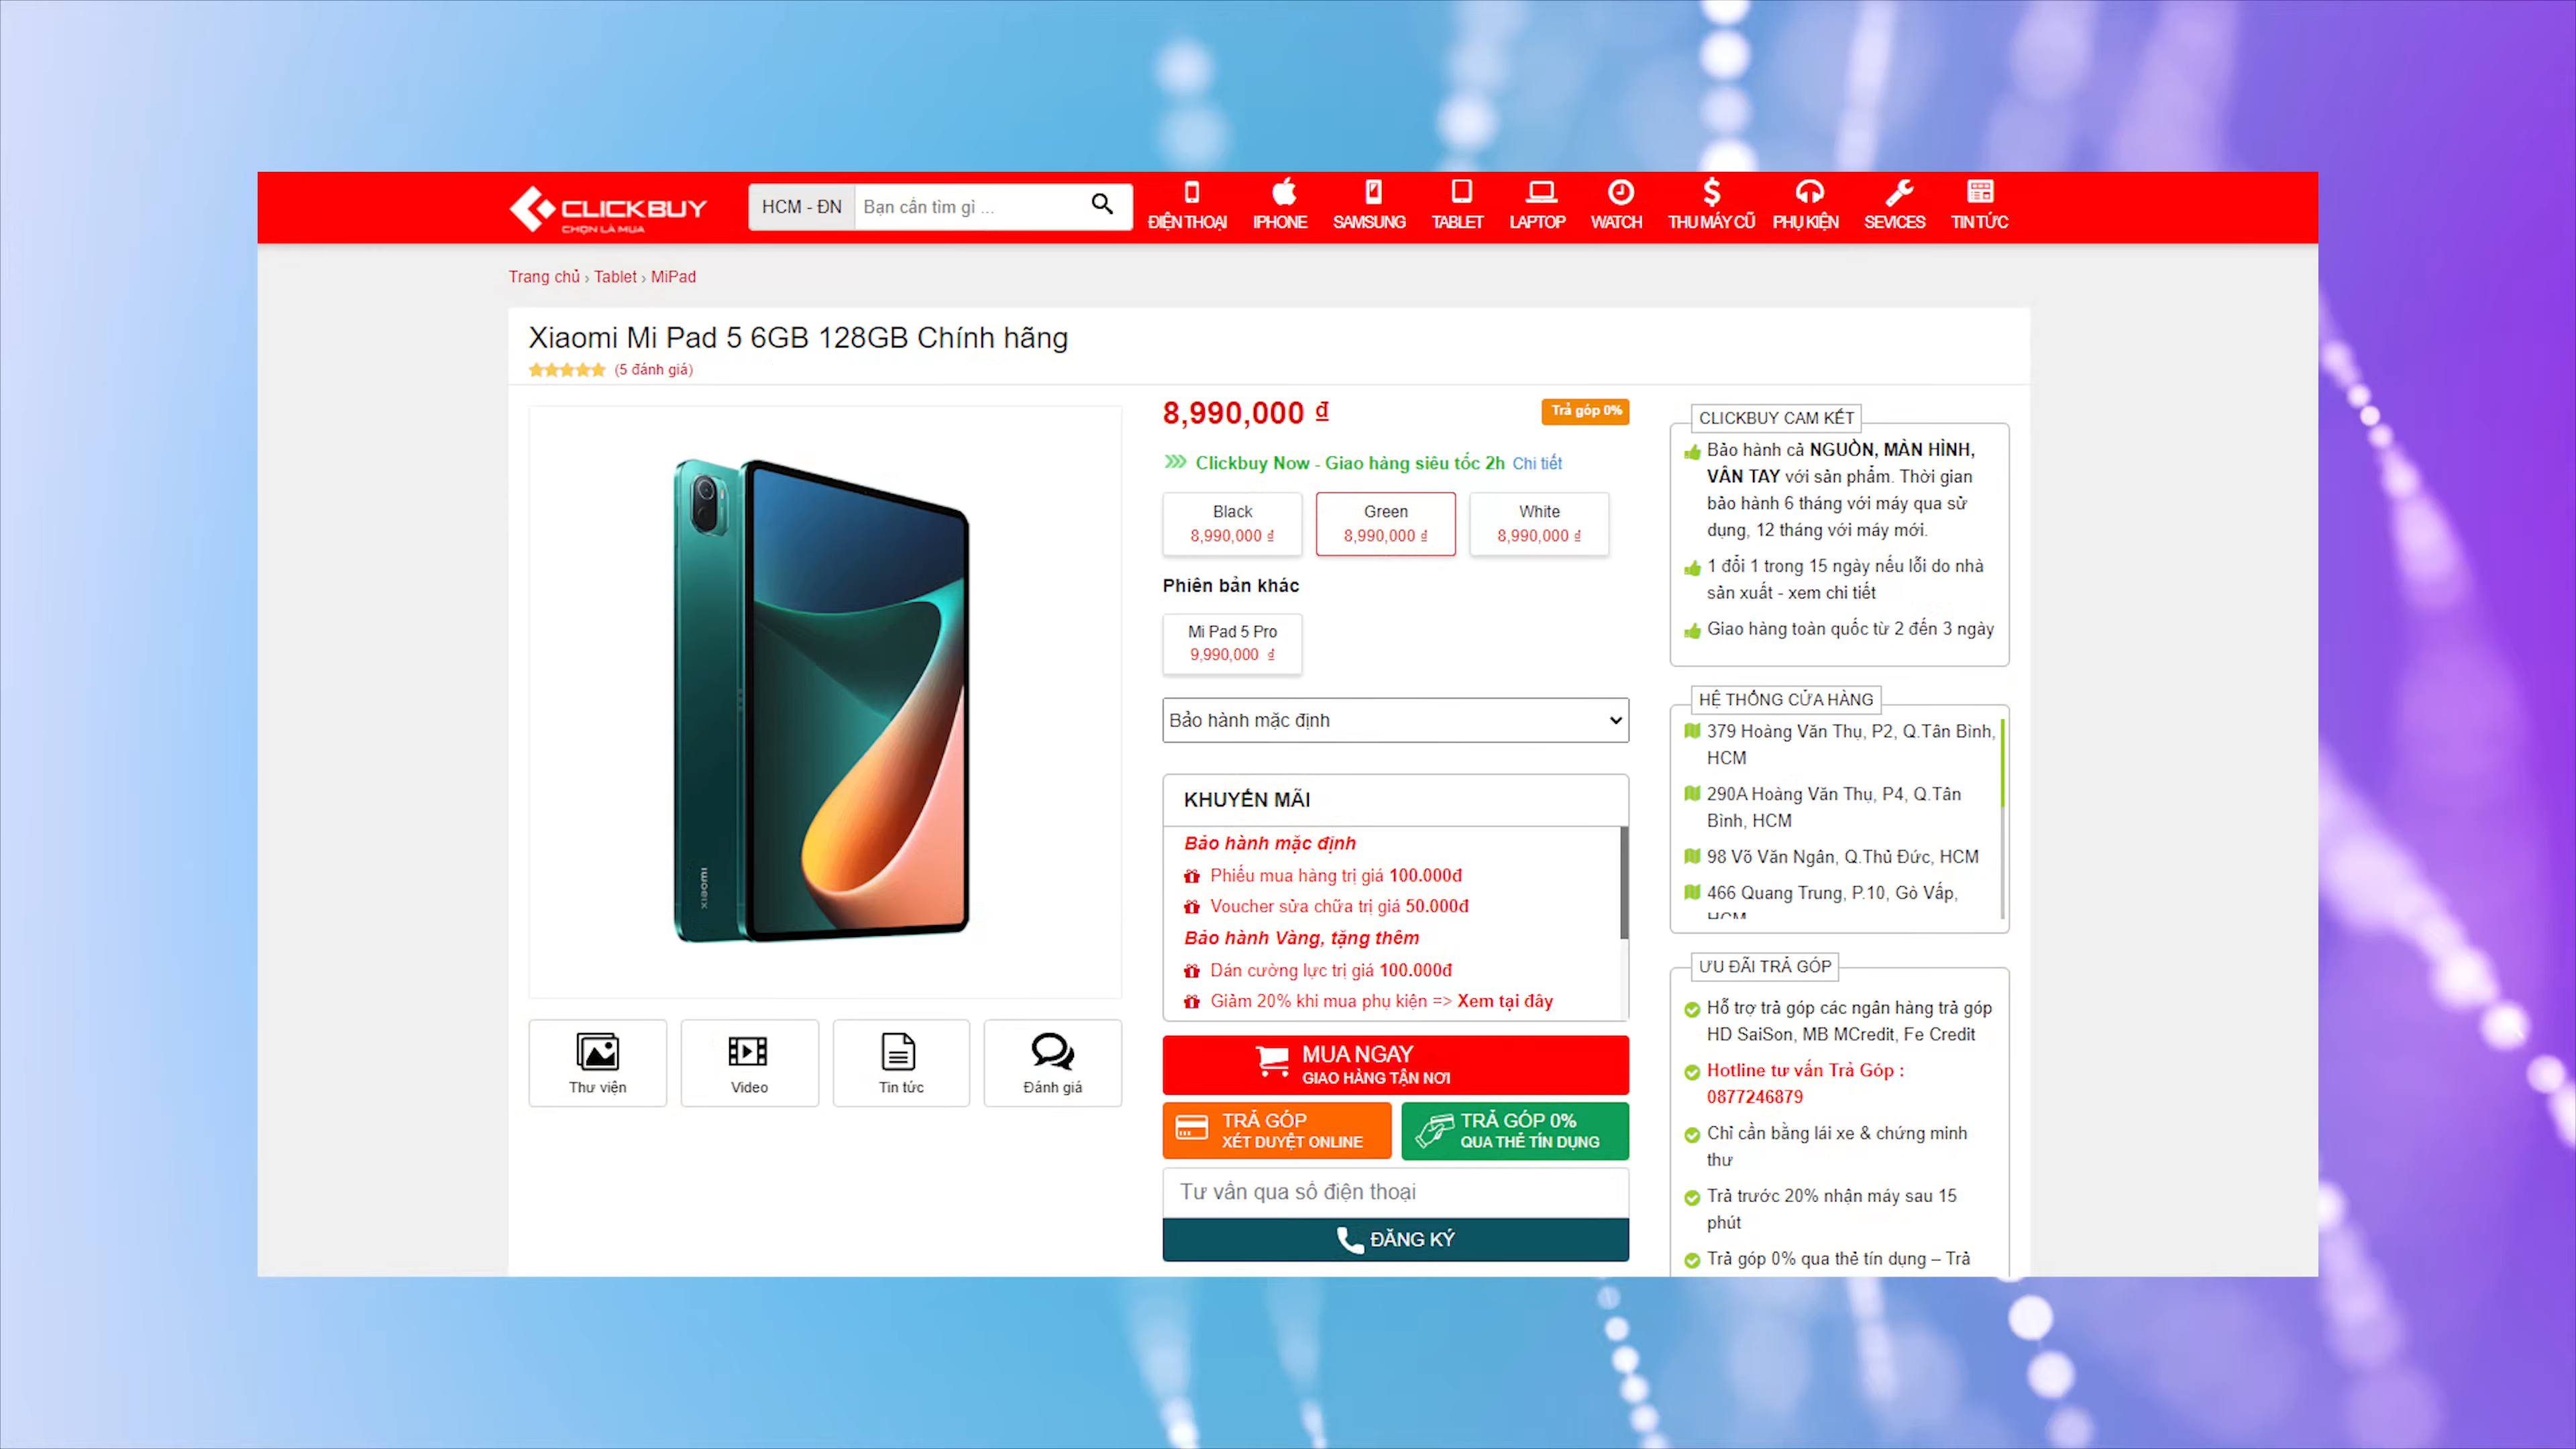 CLICKBUY
CHỌN LÀ MUA
HCM - ĐN
Bạn cần tìm gì ...
ĐIỆN THOẠI
IPHONE
SAMSUNG
TABLET
LAPTOP
WATCH
THU MÁY CŨ
PHỤ KIỆN
SEVICES
TIN TỨC
Trang chủ › Tablet › MiPad
Xiaomi Mi Pad 5 6GB 128GB Chính hãng
(5 đánh giá)
xiaomi
Thư viện
Video
Tin tức
Đánh giá
8,990,000 ₫
Trả góp 0%
Clickbuy Now - Giao hàng siêu tốc 2h Chi tiết
Black
8,990,000 ₫
Green
8,990,000 ₫
White
8,990,000 ₫
Phiên bản khác
Mi Pad 5 Pro
9,990,000 ₫
Bảo hành mặc định
KHUYẾN MÃI
Bảo hành mặc định
Phiếu mua hàng trị giá 100.000đ
Voucher sửa chữa trị giá 50.000đ
Bảo hành Vàng, tặng thêm
Dán cường lực trị giá 100.000đ
Giảm 20% khi mua phụ kiện => Xem tại đây
MUA NGAY
GIAO HÀNG TẬN NƠI
TRẢ GÓP
XÉT DUYỆT ONLINE
TRẢ GÓP 0%
QUA THẺ TÍN DỤNG
Tư vấn qua số điện thoại
ĐĂNG KÝ
CLICKBUY CAM KẾT
Bảo hành cả NGUỒN, MÀN HÌNH,
VÂN TAY với sản phẩm. Thời gian
bảo hành 6 tháng với máy qua sử
dụng, 12 tháng với máy mới.
1 đổi 1 trong 15 ngày nếu lỗi do nhà
sản xuất - xem chi tiết
Giao hàng toàn quốc từ 2 đến 3 ngày
HỆ THỐNG CỬA HÀNG
379 Hoàng Văn Thụ, P2, Q.Tân Bình,
HCM
290A Hoàng Văn Thụ, P4, Q.Tân
Bình, HCM
98 Võ Văn Ngân, Q.Thủ Đức, HCM
466 Quang Trung, P.10, Gò Vấp,
HCM
ƯU ĐÃI TRẢ GÓP
Hỗ trợ trả góp các ngân hàng trả góp
HD SaiSon, MB MCredit, Fe Credit
Hotline tư vấn Trả Góp :
0877246879
Chỉ cần bằng lái xe & chứng minh
thư
Trả trước 20% nhận máy sau 15
phút
Trả góp 0% qua thẻ tín dụng – Trả